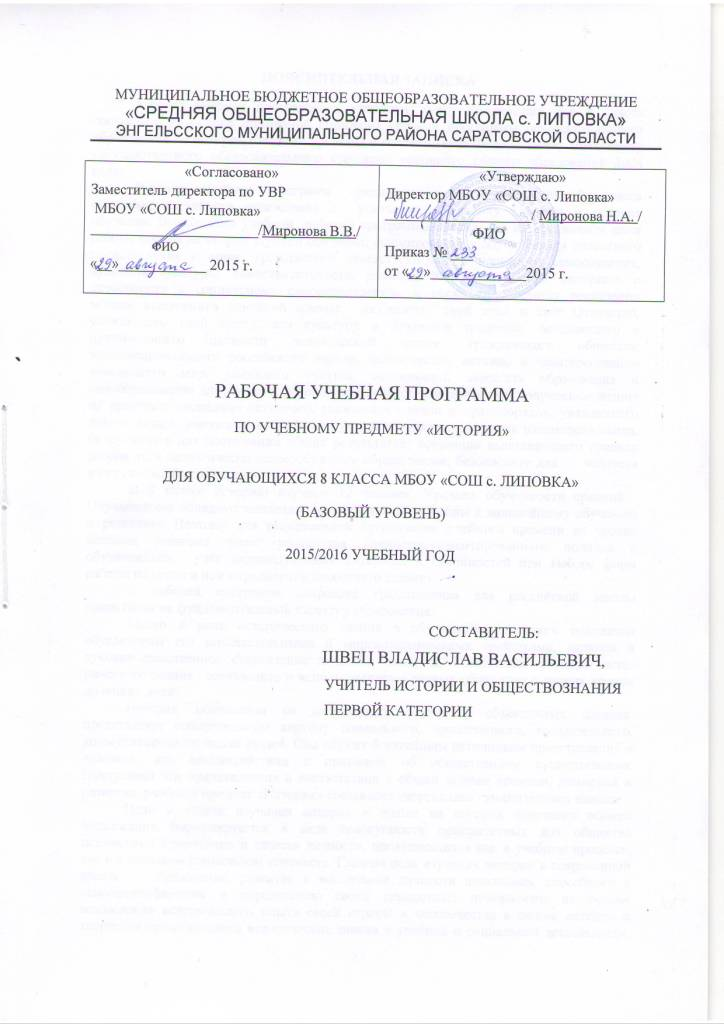 МУНИЦИПАЛЬНОЕ БЮДЖЕТНОЕ ОБЩЕОБРАЗОВАТЕЛЬНОЕ УЧРЕЖДЕНИЕ
«СРЕДНЯЯ ОБЩЕОБРАЗОВАТЕЛЬНАЯ ШКОЛА с. ЛИПОВКА»
ЭНГЕЛЬССКОГО МУНИЦИПАЛЬНОГО РАЙОНА САРАТОВСКОЙ ОБЛАСТИ
«Согласовано»
Заместитель директора по УВР
МБОУ «СОШ с. Липовка»
/Миронова В.В./
ФИО
«29» августа 2015 г.
«Утверждаю»
Директор МБОУ «СОШ с. Липовка»
/ Миронова Н.А. /
ФИО
Приказ № 233
от «29» августа 2015 г.
РАБОЧАЯ УЧЕБНАЯ ПРОГРАММА
ПО УЧЕБНОМУ ПРЕДМЕТУ «ИСТОРИЯ»
ДЛЯ ОБУЧАЮЩИХСЯ 8 КЛАССА МБОУ «СОШ с. ЛИПОВКА»
(БАЗОВЫЙ УРОВЕНЬ)
2015/2016 УЧЕБНЫЙ ГОД
СОСТАВИТЕЛЬ:
ШВЕЦ ВЛАДИСЛАВ ВАСИЛЬЕВИЧ,
УЧИТЕЛЬ ИСТОРИИ И ОБЩЕСТВОЗНАНИЯ
ПЕРВОЙ КАТЕГОРИИ